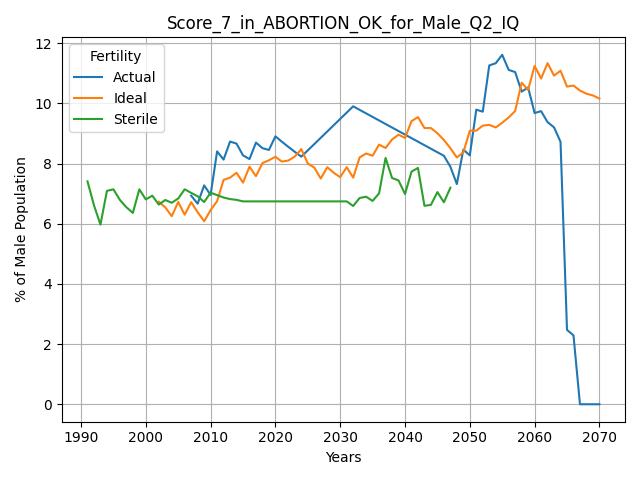 Score_7_in_ABORTION_OK_for_Male_Q2_IQ
12
10
8
6
4
2
0
% of Male Population
Fertility
Actual
Ideal
Sterile
1990 2000 2010 2020 2030 2040 2050 2060 2070
Years